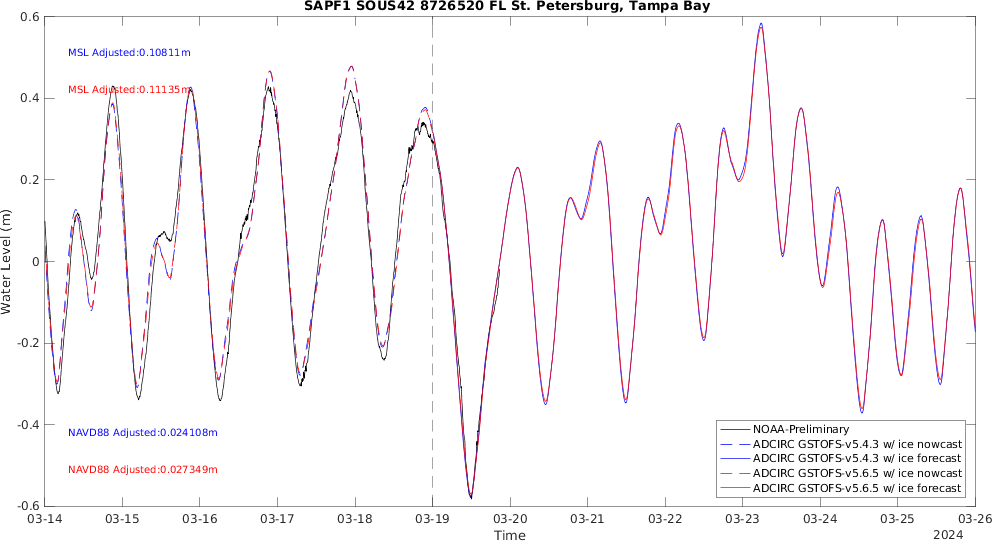 SAPF1 SOUS42 8726520 FL St. Petersburg, Tampa Bay
MSL Adjusted:0.10811m
MSL Adjusted:0.11135m
NAVD88 Adjusted:0.024108m
NAVD88 Adjusted:0.027349m
Water Level (m)
0.6
0.4
0.2
0
-0.2
-0.4
-0.6
NOAA-Preliminary
ADCIRC GSTOFS-v5.4.3 w/ ice nowcast
ADCIRC GSTOFS-v5.4.3 w/ ice forecast
ADCIRC GSTOFS-v5.6.5 w/ ice nowcast
ADCIRC GSTOFS-v5.6.5 w/ ice forecast
03-14 03-15 03-16 03-17 03-18 03-19 03-20 03-21 03-22 03-23 03-24 03-25 03-26
Time
2024